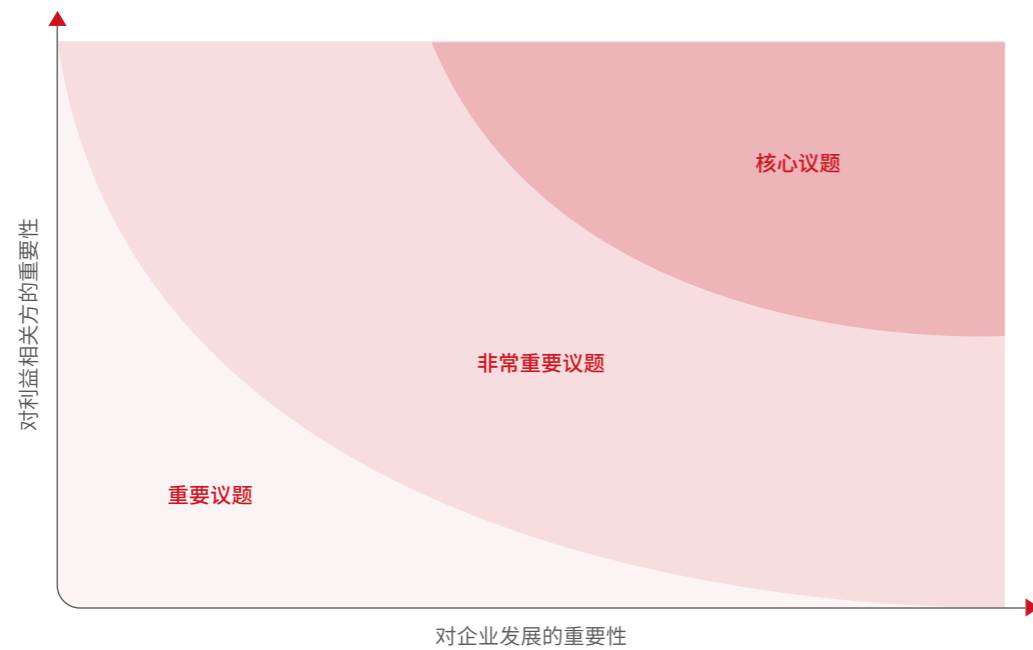 核心议题
对利益相关方的重要性
非常重要议题
重要议题
对企业发展的重要性